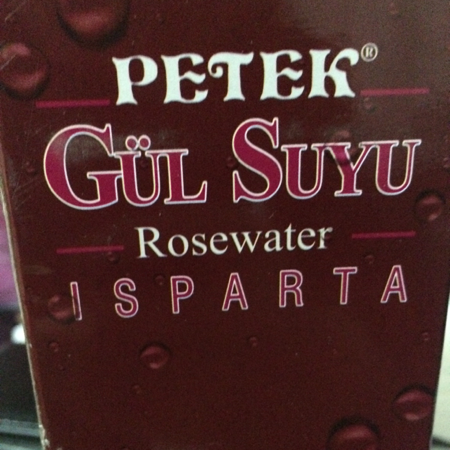 PETEK®
GÜL SUYU
Rosewater
ISPARTA